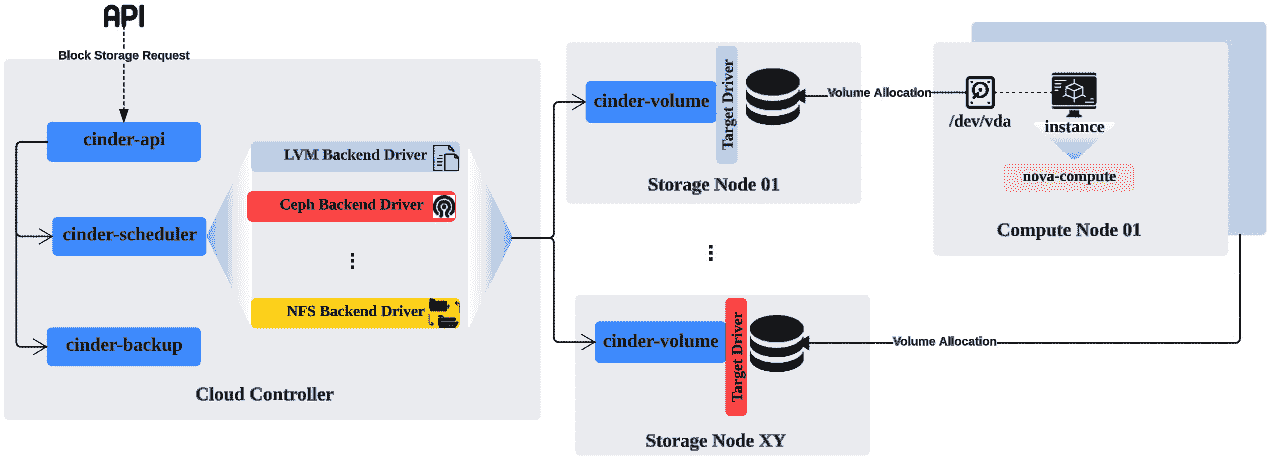 API
Block Storage Request
cinder-api
cinder-scheduler
cinder-backup
LVM Backend Driver
Ceph Backend Driver
⋮
NFS Backend Driver
Cloud Controller
cinder-volume
Target Driver
Storage Node 01
⋮
cinder-volume
Target Driver
Storage Node XY
Volume Allocation
/dev/vda
instance
nova-compute
Compute Node 01
Volume Allocation